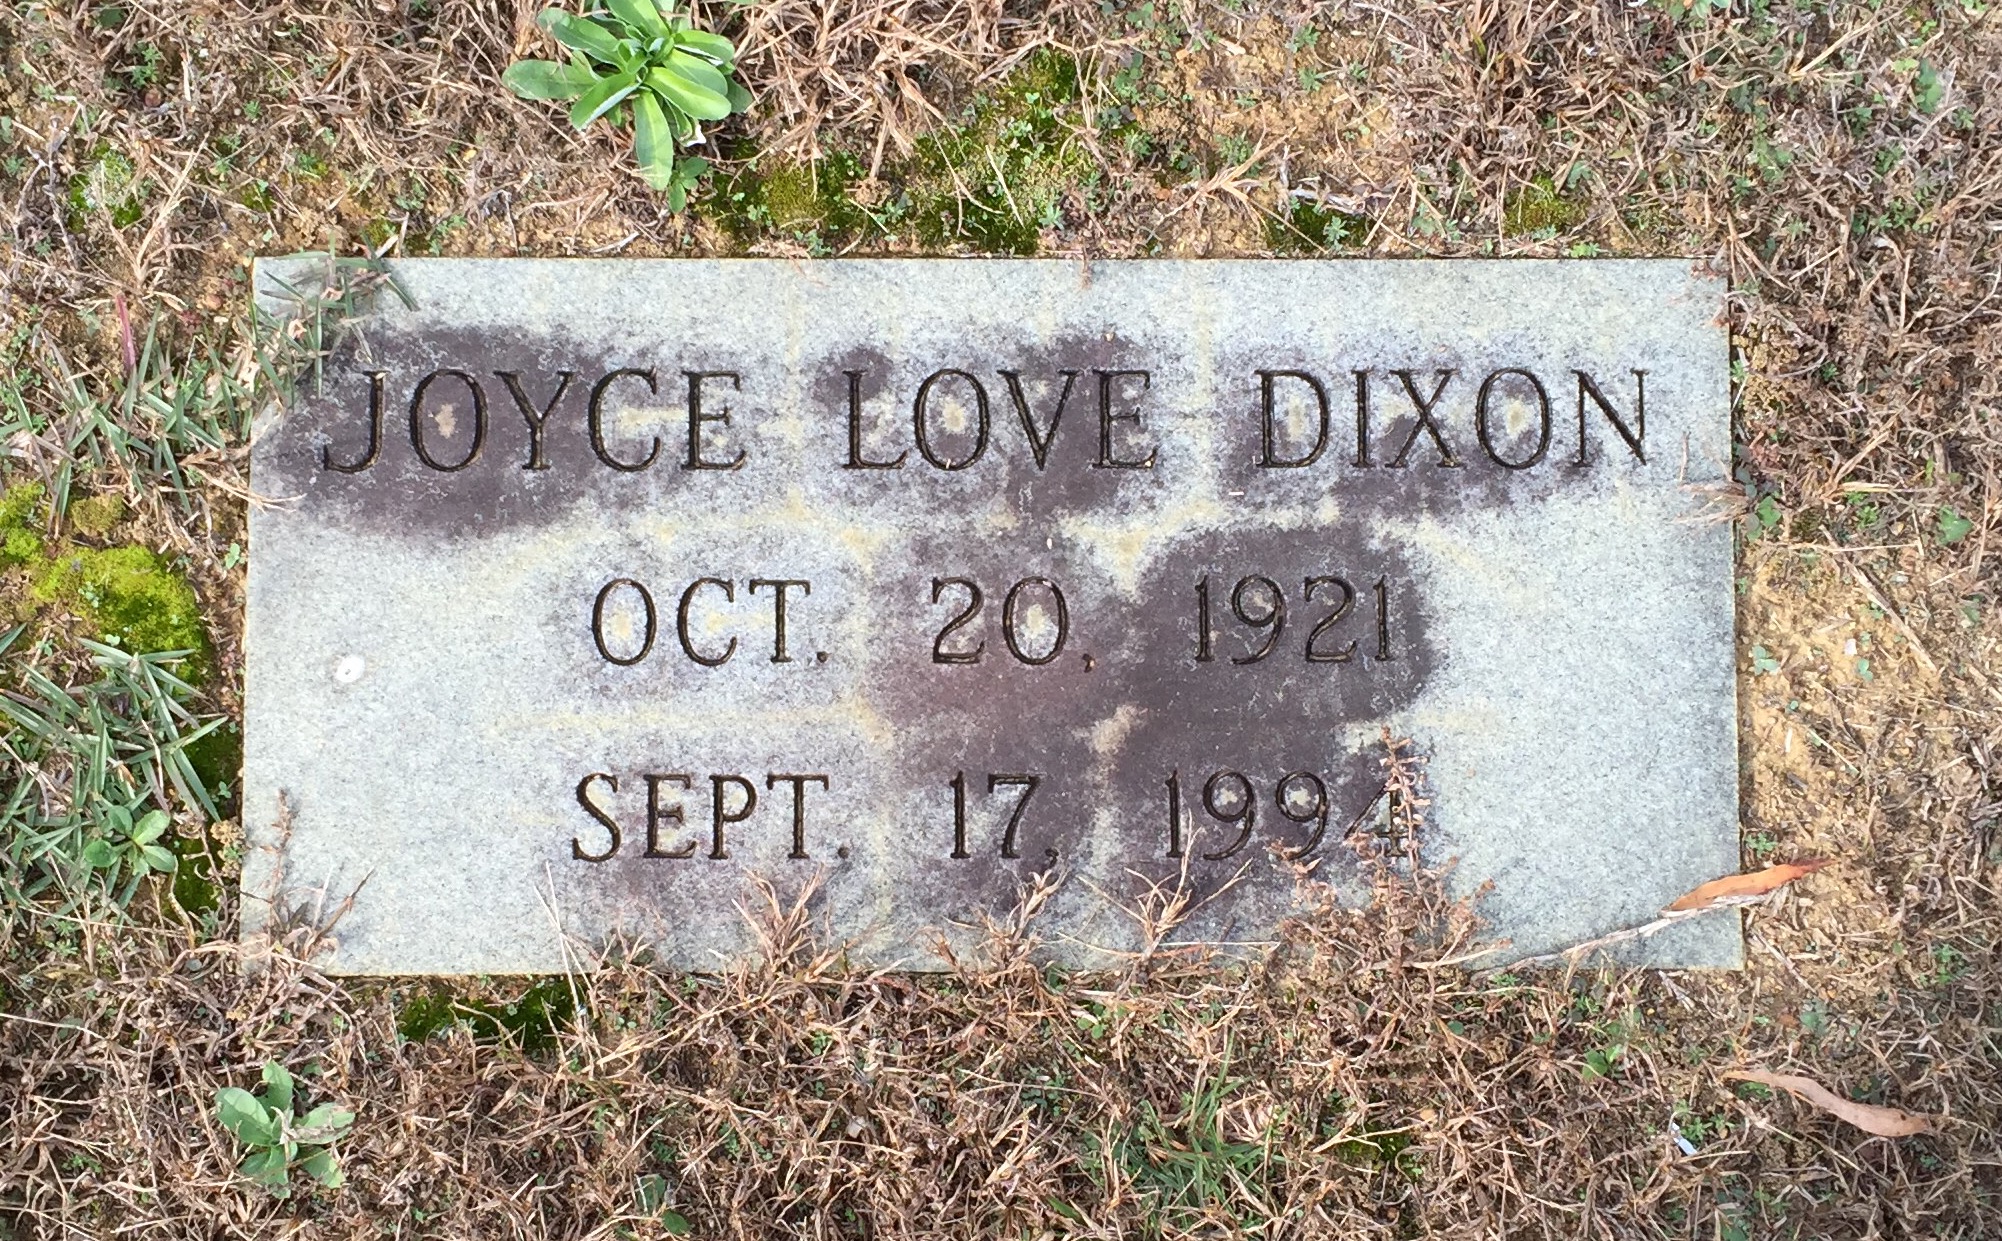 JOYCE LOVE DIXON
OCT. 20, 1921
SEPT. 17, 1994